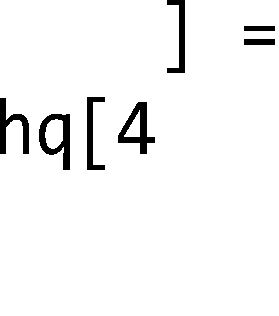 ] =
hq[4